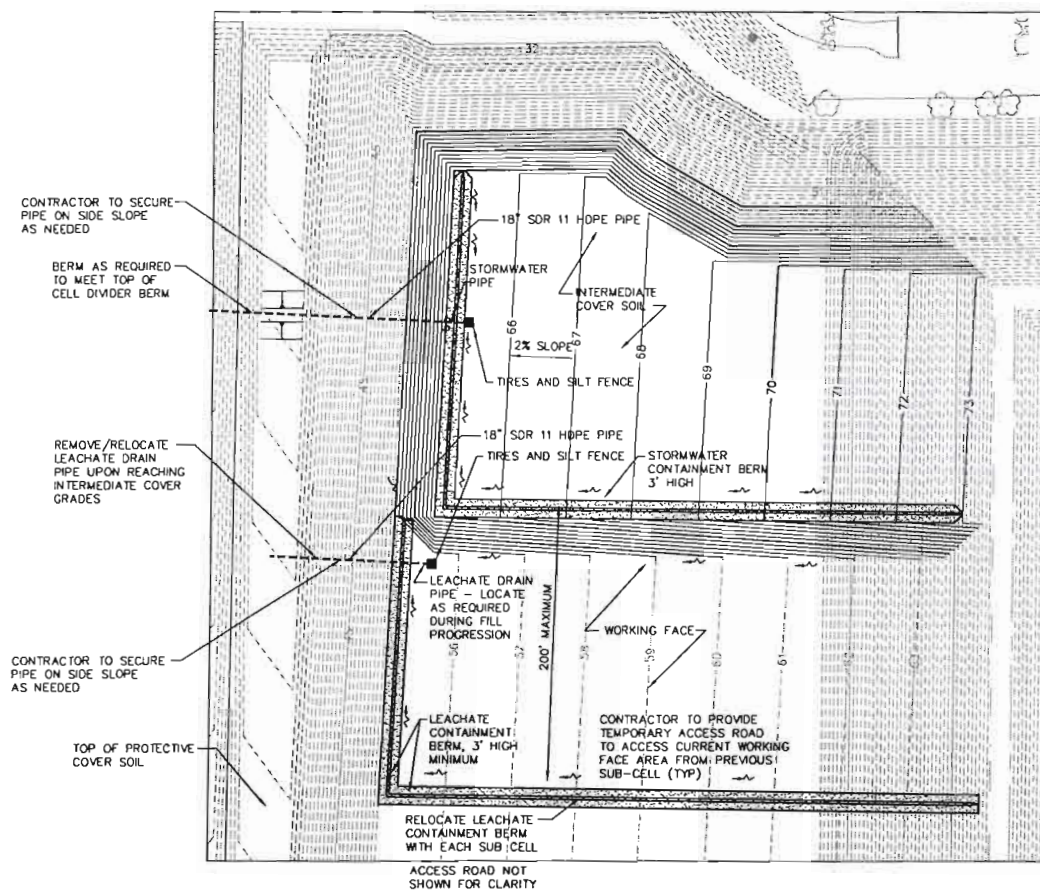 32
CONTRACTOR TO SECURE
PIPE ON SIDE SLOPE
AS NEEDED
18" SDR 11 HDPE PIPE
BERM AS REQUIRED
TO MEET TOP OF
CELL DIVIDER BERM
STORMWATER
PIPE
INTERMEDIATE
COVER SOIL
66
67
68
69
70
71
72
73
2% SLOPE
TIRES AND SILT FENCE
REMOVE/RELOCATE
LEACHATE DRAIN
PIPE UPON REACHING
INTERMEDIATE COVER
GRADES
18" SDR 11 HDPE PIPE
TIRES AND SILT FENCE
STORMWATER
CONTAINMENT BERM
3' HIGH
LEACHATE DRAIN
PIPE - LOCATE
AS REQUIRED
DURING FILL
PROGRESSION
200' MAXIMUM
WORKING FACE
56
57
58
59
60
61
CONTRACTOR TO SECURE
PIPE ON SIDE SLOPE
AS NEEDED
TOP OF PROTECTIVE
COVER SOIL
LEACHATE
CONTAINMENT
BERM, 3' HIGH
MINIMUM
CONTRACTOR TO PROVIDE
TEMPORARY ACCESS ROAD
TO ACCESS CURRENT WORKING
FACE AREA FROM PREVIOUS
SUB-CELL (TYP)
RELOCATE LEACHATE
CONTAINMENT BERM
WITH EACH SUB CELL
ACCESS ROAD NOT
SHOWN FOR CLARITY